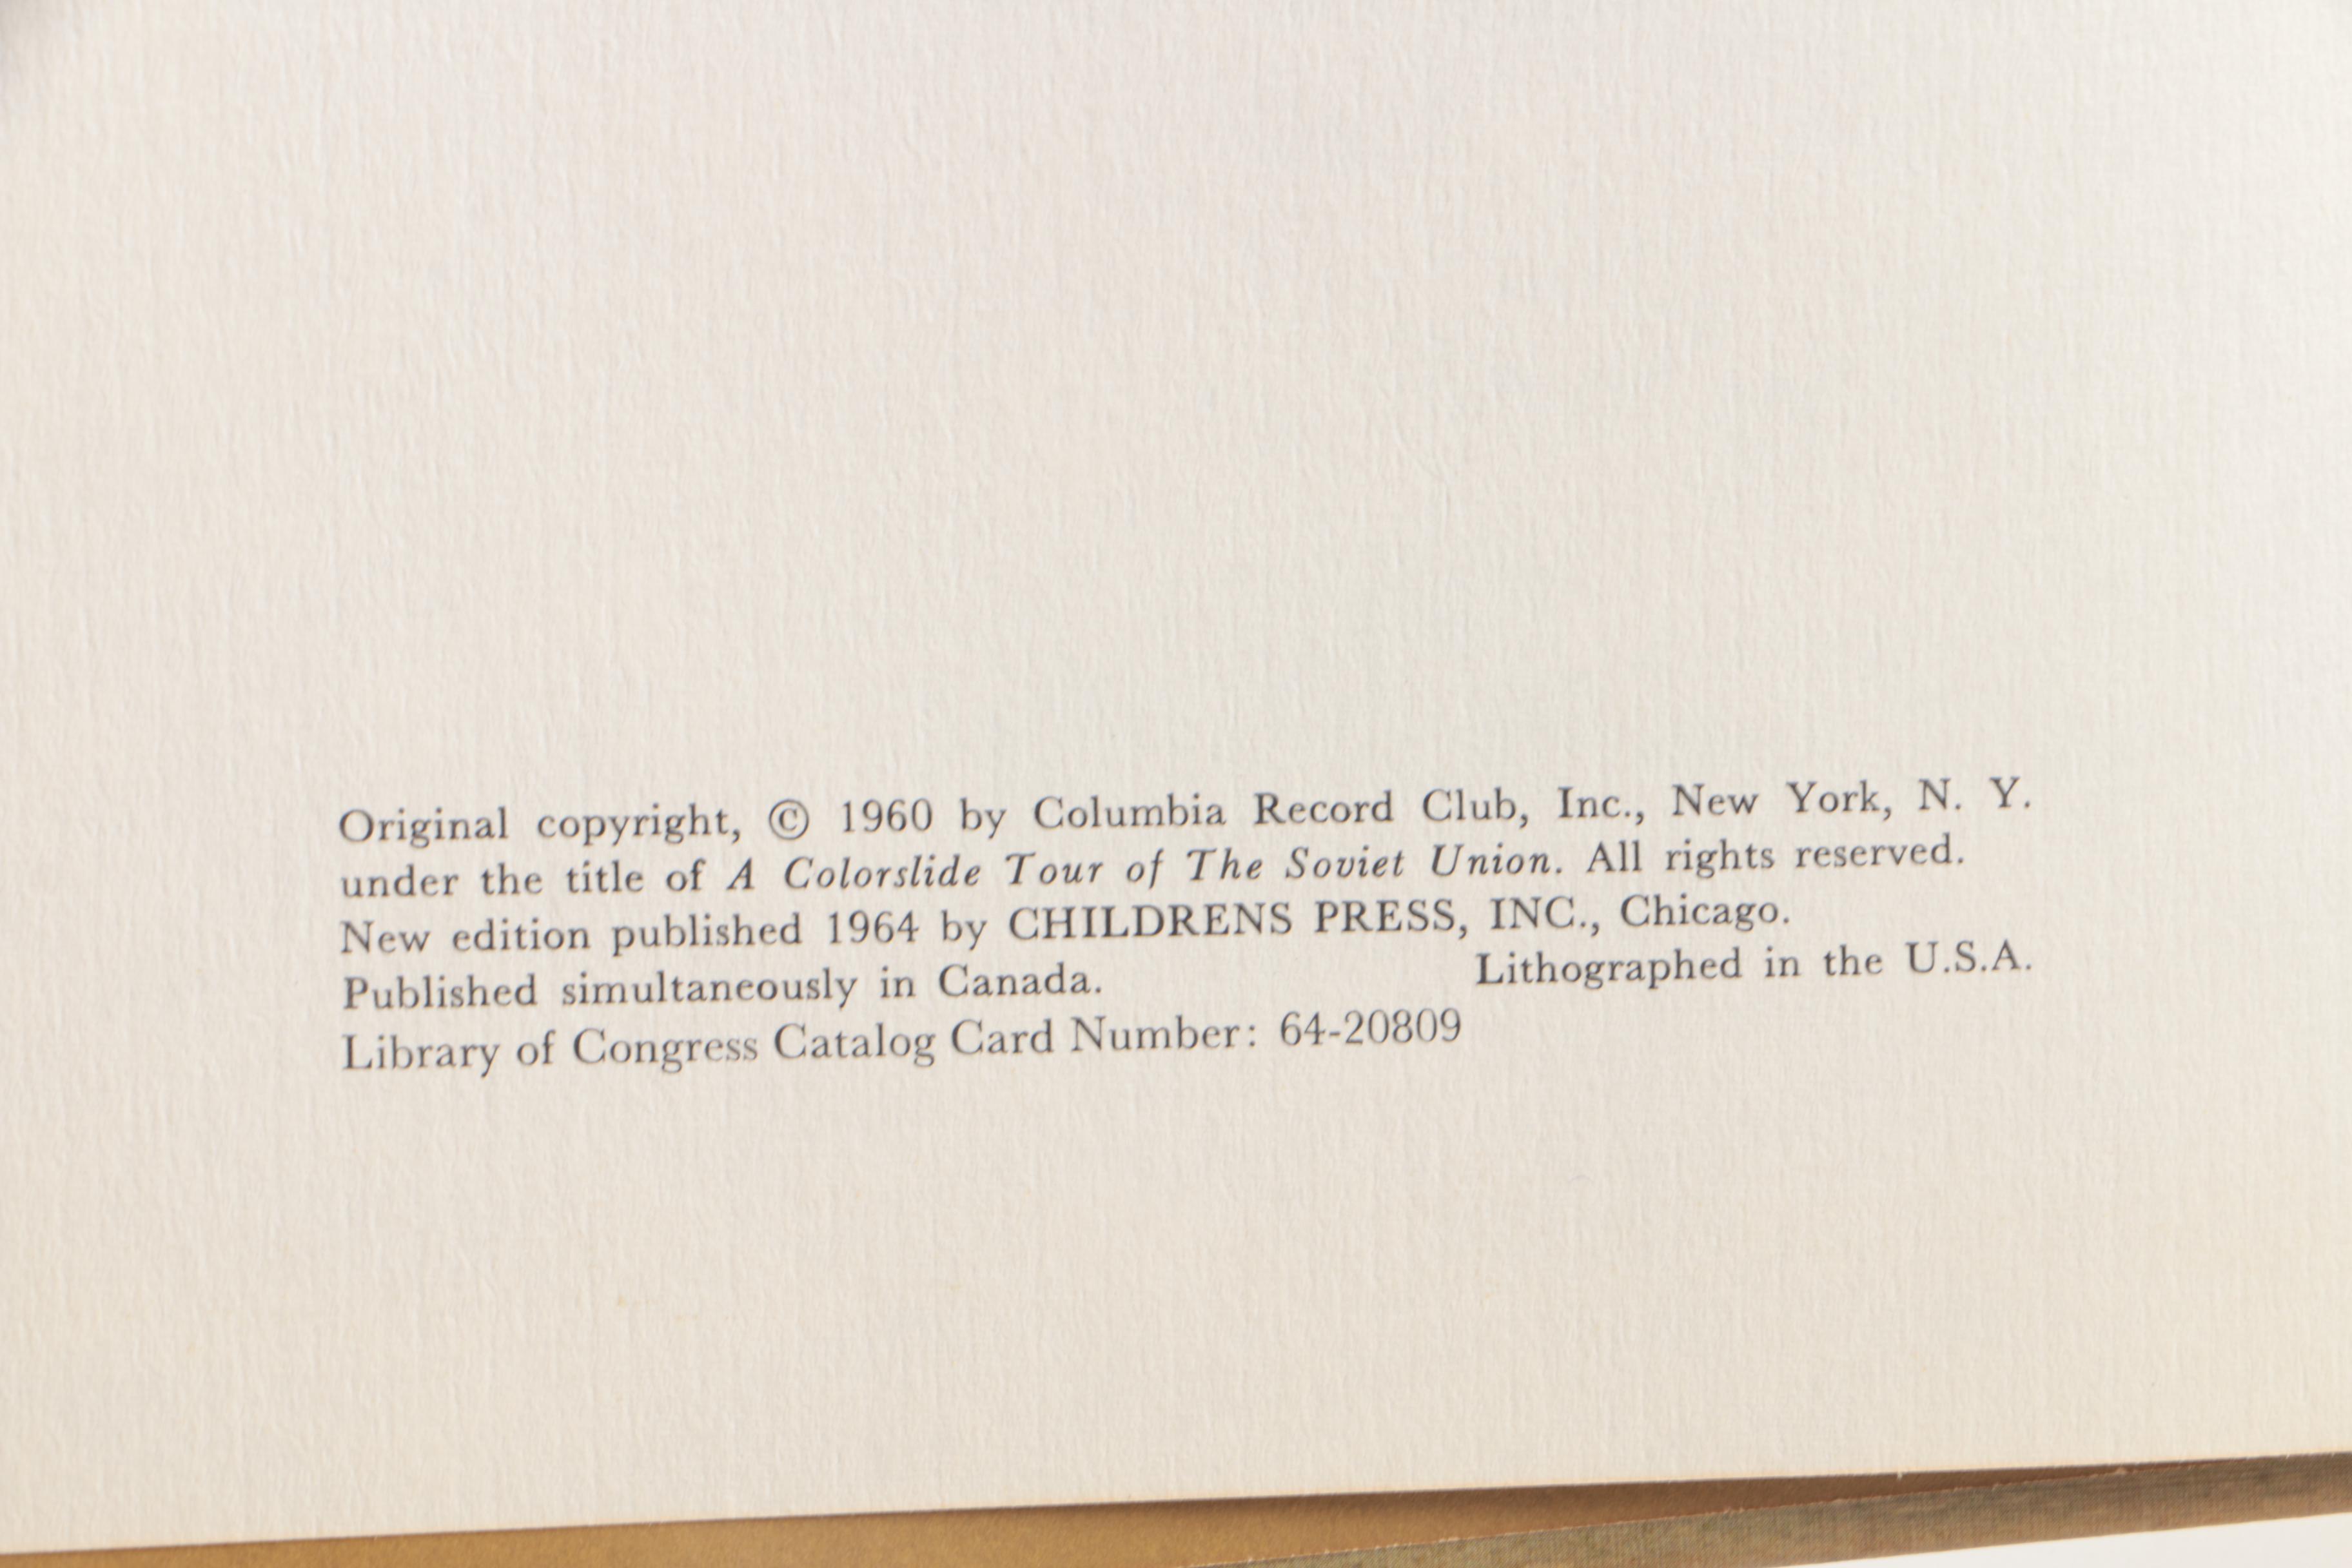 Original copyright, © 1960 by Columbia Record Club, Inc., New York, N. Y.
under the title of A Colorslide Tour of The Soviet Union. All rights reserved.
New edition published 1964 by CHILDRENS PRESS, INC., Chicago.
Published simultaneously in Canada. Lithographed in the U.S.A.
Library of Congress Catalog Card Number: 64-20809